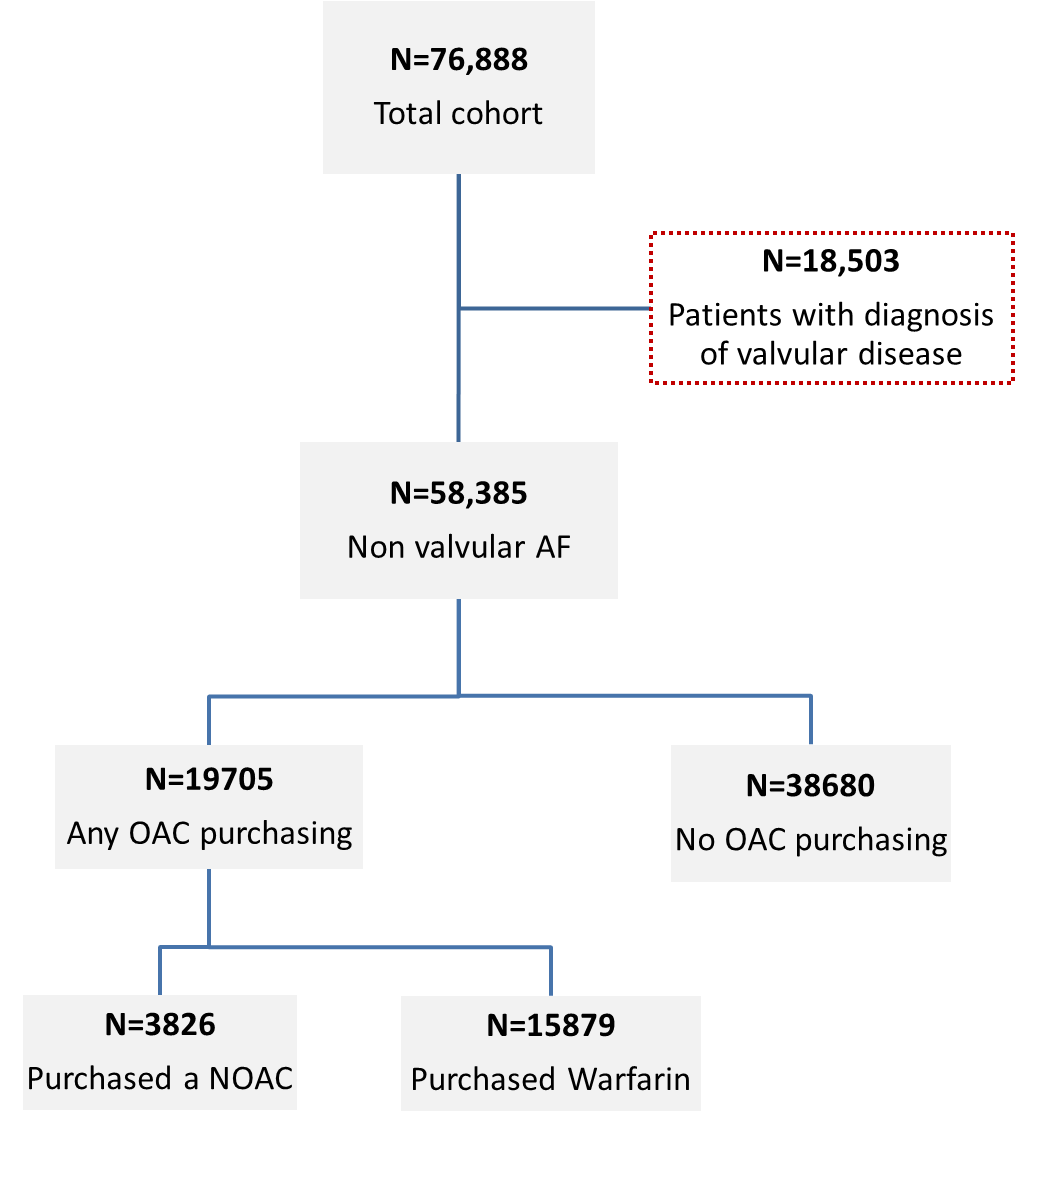 N=76,888
Total cohort
N=18,503
Patients with diagnosis
of valvular disease
N=58,385
Non valvular AF
N=19705
Any OAC purchasing
N=38680
No OAC purchasing
N=3826
Purchased a NOAC
N=15879
Purchased Warfarin